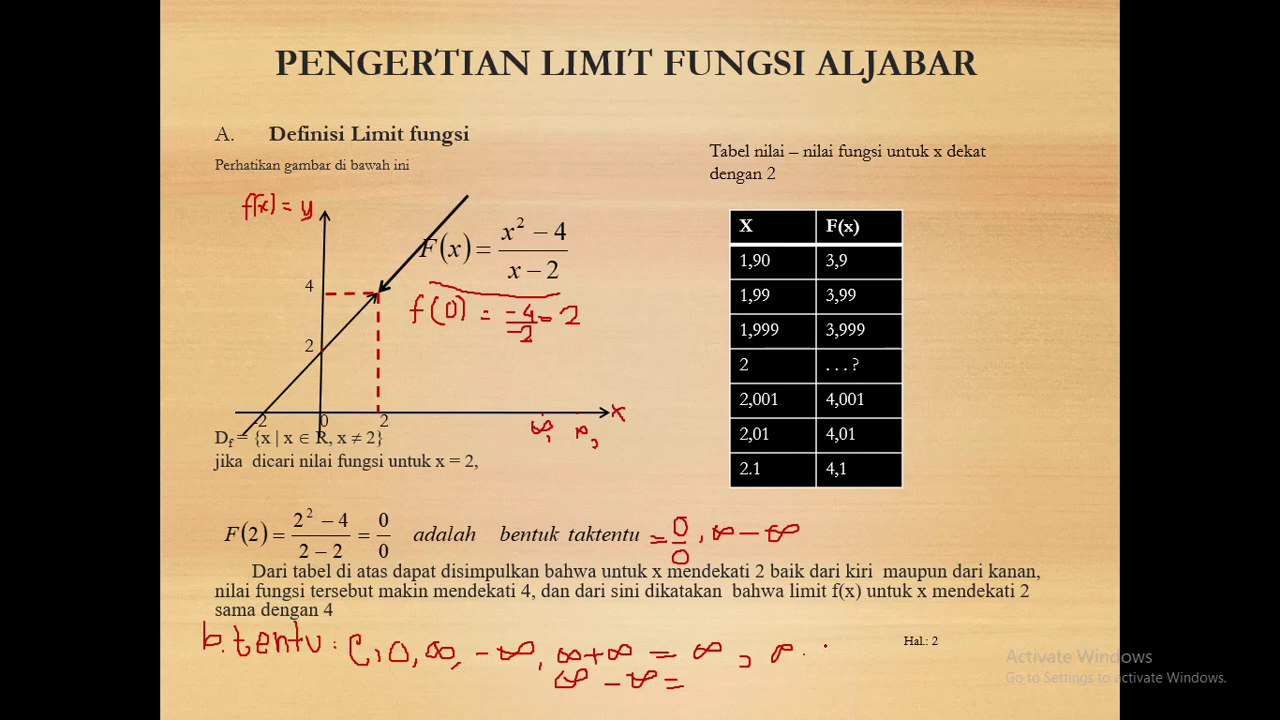 PENGERTIAN LIMIT FUNGSI ALJABAR
A. Definisi Limit fungsi
Perhatikan gambar di bawah ini
f(x) = y
F(x) = x² − 4 / x − 2
f(0) = -4/-2 = 2
4
2
-2 0 2 x
∞,
D_f = {x | x ∈ R, x ≠ 2}
jika dicari nilai fungsi untuk x = 2,
Tabel nilai – nilai fungsi untuk x dekat
dengan 2
X F(x)
1,90 3,9
1,99 3,99
1,999 3,999
2 . . . ?
2,001 4,001
2,01 4,01
2.1 4,1
F(2) = 2² − 4 / 2 − 2 = 0/0 adalah bentuk taktentu = 0/0, ∞ − ∞
Dari tabel di atas dapat disimpulkan bahwa untuk x mendekati 2 baik dari kiri maupun dari kanan,
nilai fungsi tersebut makin mendekati 4, dan dari sini dikatakan bahwa limit f(x) untuk x mendekati 2
sama dengan 4
b. tentu : C, 0, ∞, -∞, ∞+∞ = ∞,
∞ - ∞ =
Hal.: 2
Activate Windows
Go to Settings to activate Windows.